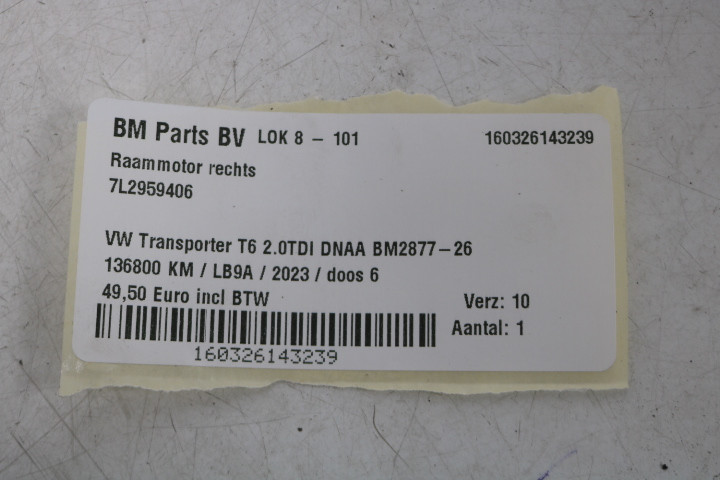 BM Parts BV LOK 8 - 101 160326143239
Raammotor rechts
7L2959406
VW Transporter T6 2.0TDI DNAA BM2877-26
136800 KM / LB9A / 2023 / doos 6
49,50 Euro incl BTW Verz: 10
Aantal: 1
160326143239